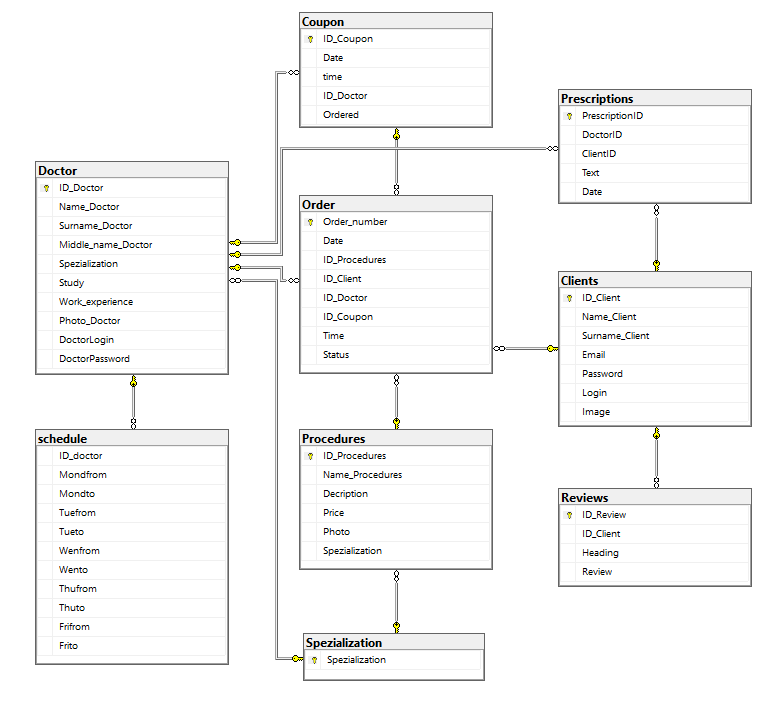 Coupon
ID_Coupon
Date
time
ID_Doctor
Ordered
Prescriptions
PrescriptionID
DoctorID
ClientID
Text
Date
Doctor
ID_Doctor
Name_Doctor
Surname_Doctor
Middle_name_Doctor
Spezialization
Study
Work_experience
Photo_Doctor
DoctorLogin
DoctorPassword
Order
Order_number
Date
ID_Procedures
ID_Client
ID_Doctor
ID_Coupon
Time
Status
Clients
ID_Client
Name_Client
Surname_Client
Email
Password
Login
Image
schedule
ID_doctor
Mondfrom
Mondto
Tuefrom
Tueto
Wenfrom
Wento
Thufrom
Thuto
Frifrom
Frito
Procedures
ID_Procedures
Name_Procedures
Decription
Price
Photo
Spezialization
Reviews
ID_Review
ID_Client
Heading
Review
Spezialization
Spezialization